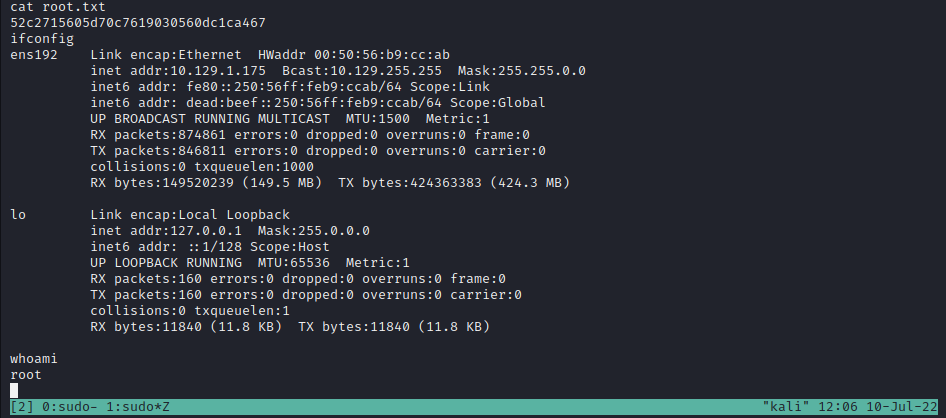 cat root.txt
52c2715605d70c7619030560dc1ca467
ifconfig
ens192    Link encap:Ethernet  HWaddr 00:50:56:b9:cc:ab
          inet addr:10.129.1.175  Bcast:10.129.255.255  Mask:255.255.0.0
          inet6 addr: fe80::250:56ff:feb9:ccab/64 Scope:Link
          inet6 addr: dead:beef::250:56ff:feb9:ccab/64 Scope:Global
          UP BROADCAST RUNNING MULTICAST  MTU:1500  Metric:1
          RX packets:874861 errors:0 dropped:0 overruns:0 frame:0
          TX packets:846811 errors:0 dropped:0 overruns:0 carrier:0
          collisions:0 txqueuelen:1000
          RX bytes:149520239 (149.5 MB)  TX bytes:424363383 (424.3 MB)

lo        Link encap:Local Loopback
          inet addr:127.0.0.1  Mask:255.0.0.0
          inet6 addr: ::1/128 Scope:Host
          UP LOOPBACK RUNNING  MTU:65536  Metric:1
          RX packets:160 errors:0 dropped:0 overruns:0 frame:0
          TX packets:160 errors:0 dropped:0 overruns:0 carrier:0
          collisions:0 txqueuelen:1
          RX bytes:11840 (11.8 KB)  TX bytes:11840 (11.8 KB)

whoami
root
[2] 0:sudo- 1:sudo*Z "kali" 12:06 10-Jul-22